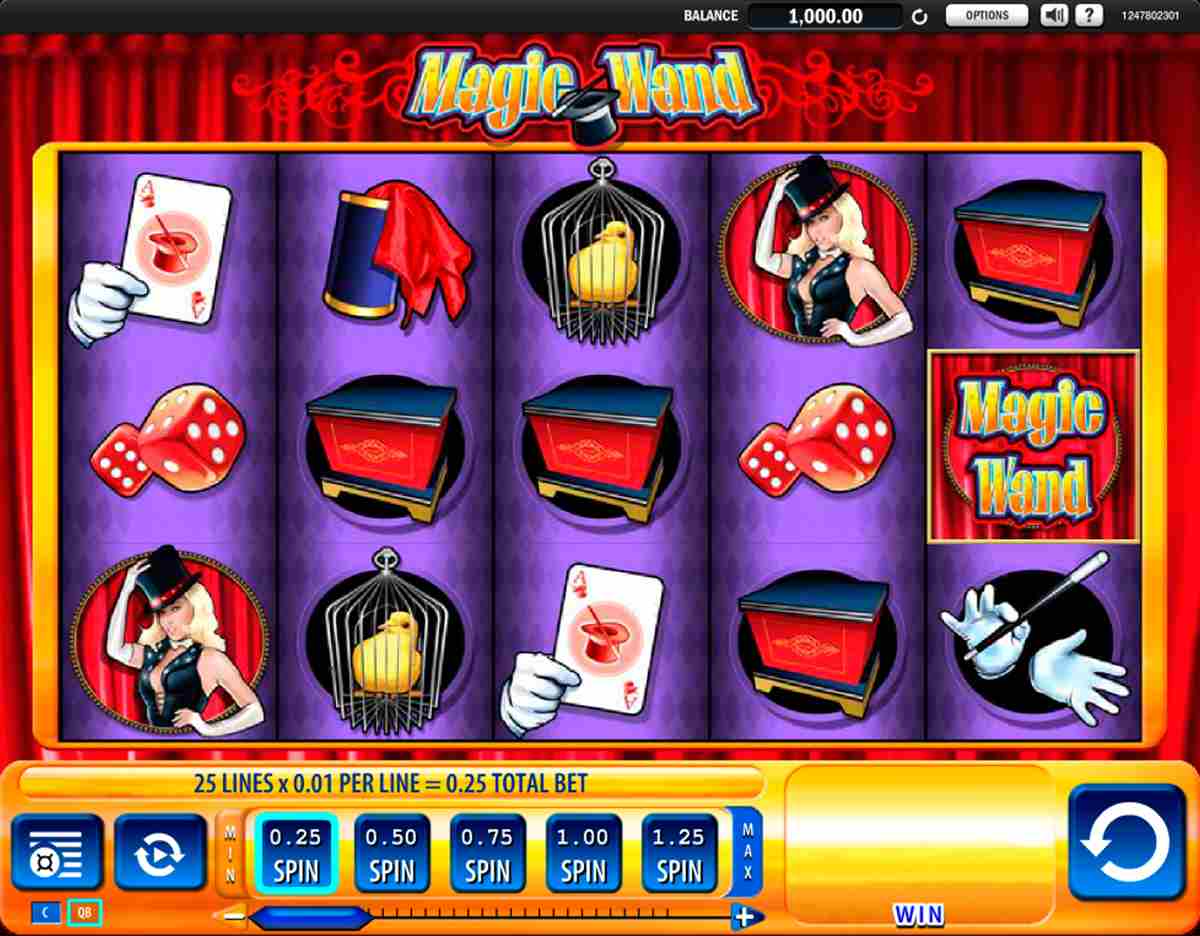 BALANCE 1,000.00 OPTIONS ? 1247802301
Magic Wand
A
A
Magic
Wand
A
A
25 LINES x 0.01 PER LINE = 0.25 TOTAL BET
MIN
0.25 SPIN
0.50 SPIN
0.75 SPIN
1.00 SPIN
1.25 SPIN
MAX
C QB
WIN